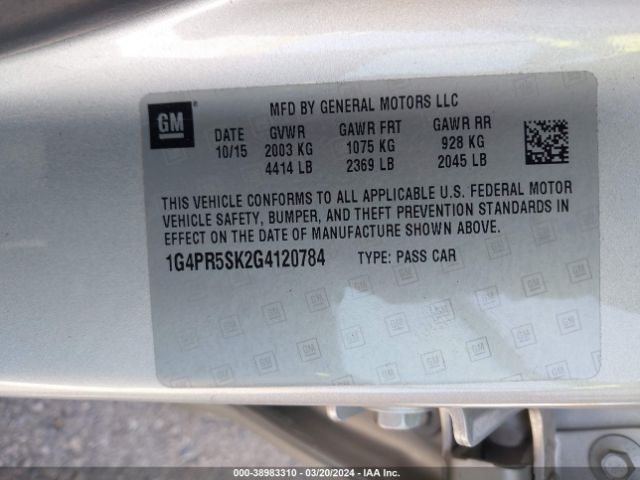 GM
MFD BY GENERAL MOTORS LLC
DATE GVWR GAWR FRT GAWR RR
10/15 2003 KG 1075 KG 928 KG
4414 LB 2369 LB 2045 LB
THIS VEHICLE CONFORMS TO ALL APPLICABLE U.S. FEDERAL MOTOR
VEHICLE SAFETY, BUMPER, AND THEFT PREVENTION STANDARDS IN
EFFECT ON THE DATE OF MANUFACTURE SHOWN ABOVE.
1G4PR5SK2G4120784 TYPE: PASS CAR
000-38983310 - 03/20/2024 - IAA Inc.